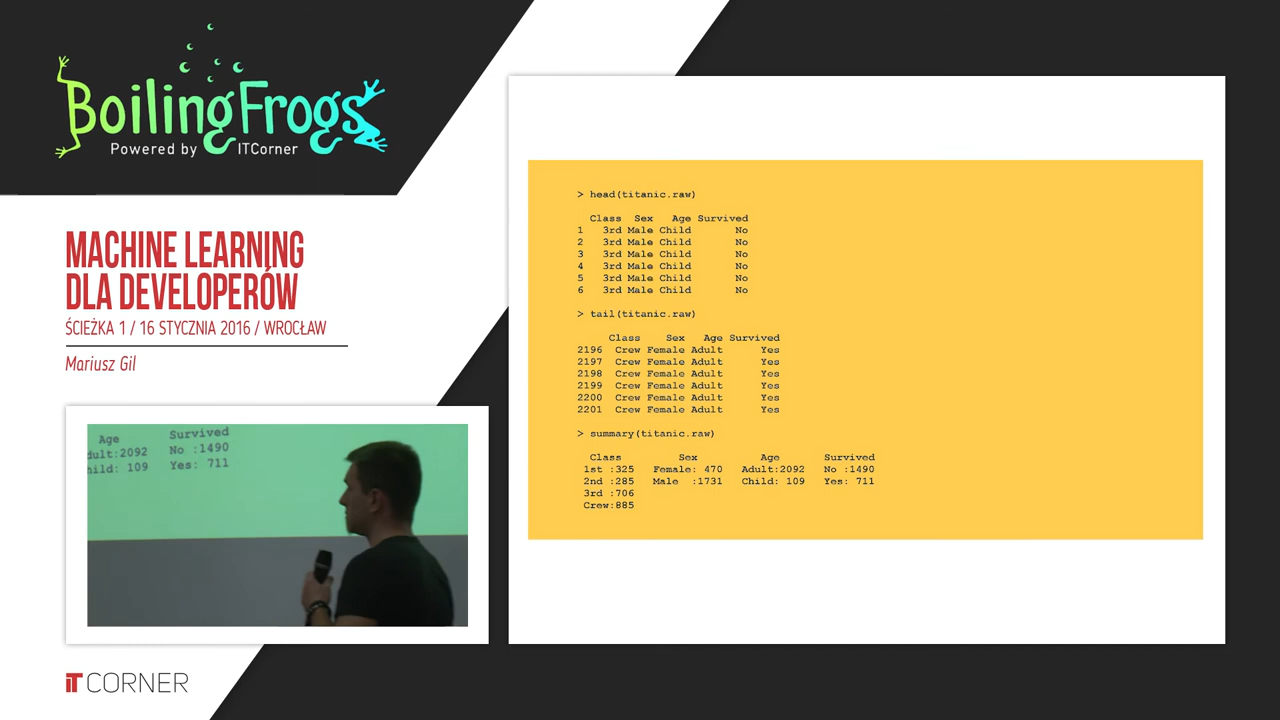 BoilingFrogs
Powered by ITCorner
MACHINE LEARNING
DLA DEVELOPERÓW
ŚCIEŻKA 1 / 16 STYCZNIA 2016 / WROCŁAW
Mariusz Gil
Age Survived
dult:2092 No :1490
hild: 109 Yes: 711
iT CORNER
> head(titanic.raw)
Class Sex Age Survived
1 3rd Male Child No
2 3rd Male Child No
3 3rd Male Child No
4 3rd Male Child No
5 3rd Male Child No
6 3rd Male Child No
> tail(titanic.raw)
Class Sex Age Survived
2196 Crew Female Adult Yes
2197 Crew Female Adult Yes
2198 Crew Female Adult Yes
2199 Crew Female Adult Yes
2200 Crew Female Adult Yes
2201 Crew Female Adult Yes
> summary(titanic.raw)
Class Sex Age Survived
1st :325 Female: 470 Adult:2092 No :1490
2nd :285 Male :1731 Child: 109 Yes: 711
3rd :706
Crew:885